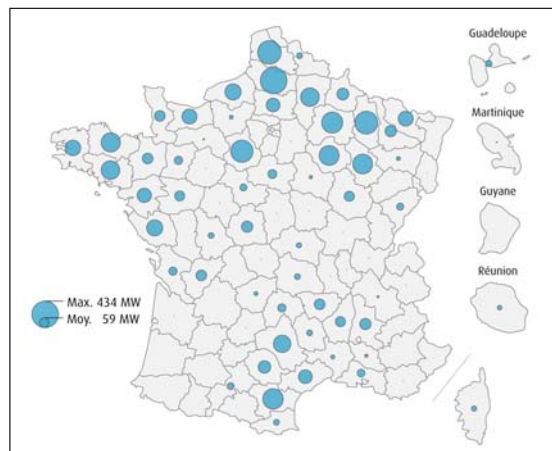 Guadeloupe
Martinique
Guyane
Réunion
Max. 434 MW
Moy. 59 MW